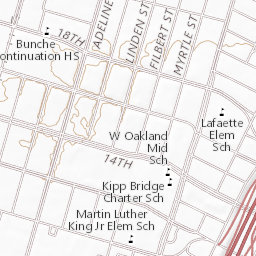 18TH
ADELINE
LINDEN ST
FILBERT ST
MYRTLE ST
Bunche
Continuation HS
Lafaette
Elem
Sch
W Oakland
Mid
Sch
14TH
Kipp Bridge
Charter Sch
Martin Luther
King Jr Elem Sch